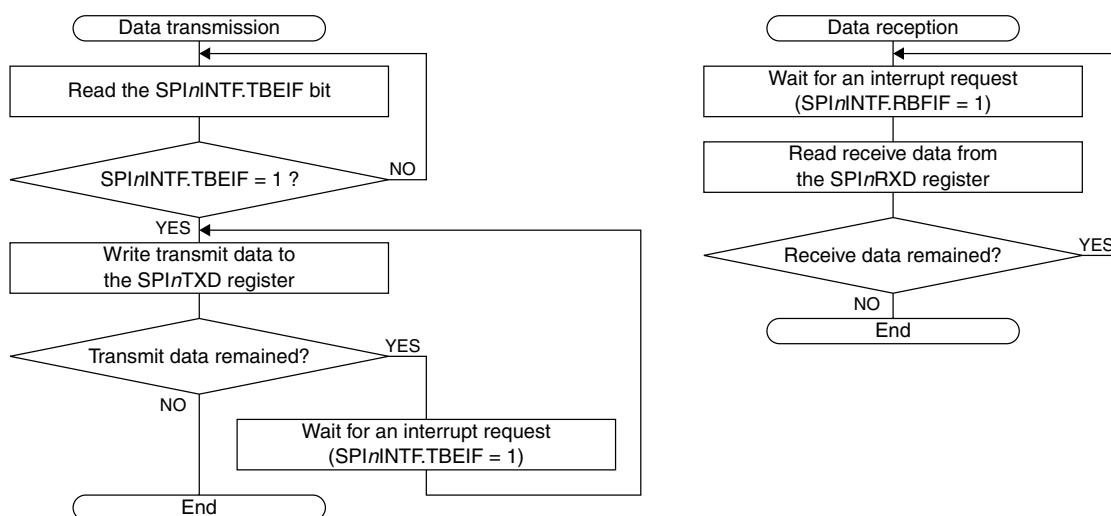 Data transmission
Read the SPInINTF.TBEIF bit
SPInINTF.TBEIF = 1 ?
NO
YES
Write transmit data to
the SPInTXD register
Transmit data remained?
YES
NO
Wait for an interrupt request
(SPInINTF.TBEIF = 1)
End
Data reception
Wait for an interrupt request
(SPInINTF.RBFIF = 1)
Read receive data from
the SPInRXD register
Receive data remained?
YES
NO
End